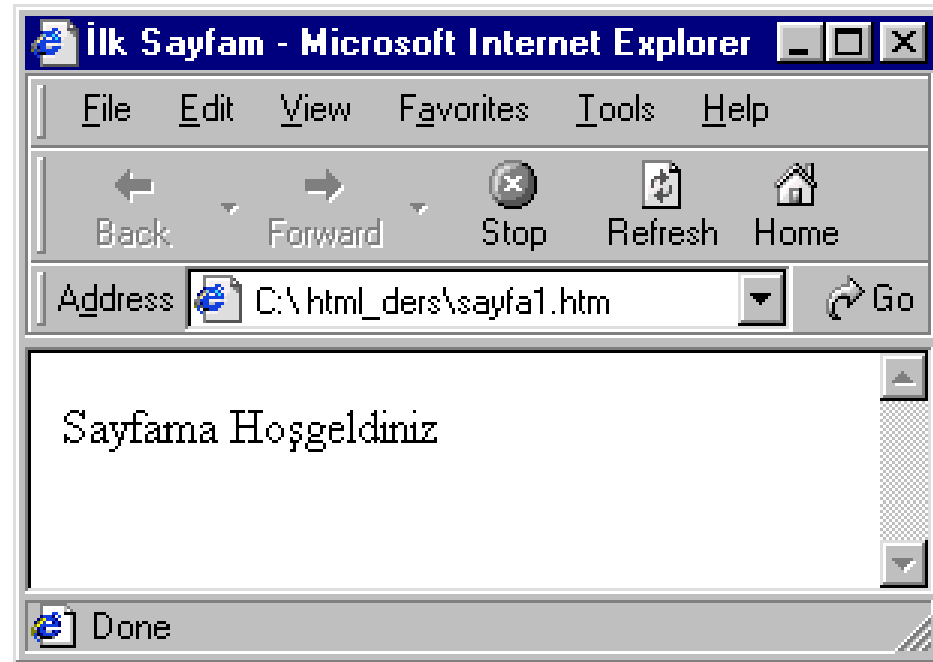 İlk Sayfam - Microsoft Internet Explorer
File Edit View Favorites Tools Help
Back Forward Stop Refresh Home
Address C:\html_ders\sayfa1.htm Go
Sayfama Hoşgeldiniz
Done